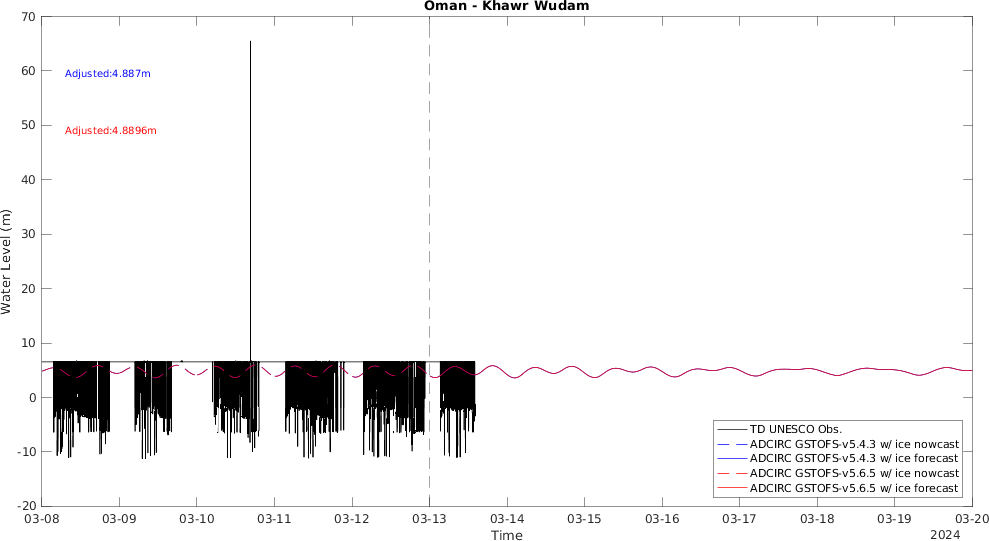 Oman - Khawr Wudam
70
60
50
40
30
20
10
0
-10
-20
Water Level (m)
Adjusted:4.887m
Adjusted:4.8896m
TD UNESCO Obs.
ADCIRC GSTOFS-v5.4.3 w/ ice nowcast
ADCIRC GSTOFS-v5.4.3 w/ ice forecast
ADCIRC GSTOFS-v5.6.5 w/ ice nowcast
ADCIRC GSTOFS-v5.6.5 w/ ice forecast
03-08 03-09 03-10 03-11 03-12 03-13 03-14 03-15 03-16 03-17 03-18 03-19 03-20
Time
2024